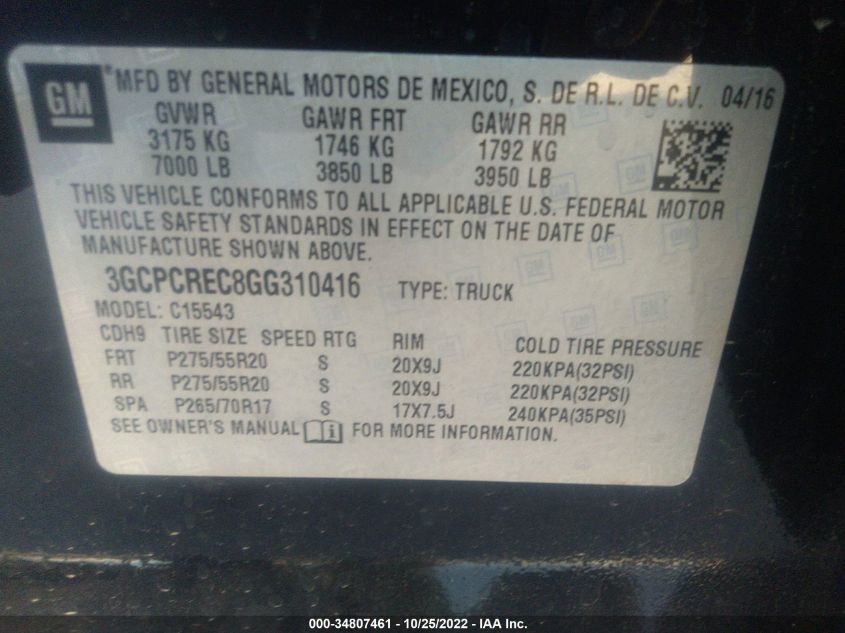 GM
MFD BY GENERAL MOTORS DE MEXICO, S. DE R.L. DE C.V. 04/16
GVWR GAWR FRT GAWR RR
3175 KG 1746 KG 1792 KG
7000 LB 3850 LB 3950 LB
THIS VEHICLE CONFORMS TO ALL APPLICABLE U.S. FEDERAL MOTOR
VEHICLE SAFETY STANDARDS IN EFFECT ON THE DATE OF
MANUFACTURE SHOWN ABOVE.
3GCPCREC8GG310416 TYPE: TRUCK
MODEL: C15543
CDH9 TIRE SIZE SPEED RTG RIM COLD TIRE PRESSURE
FRT P275/55R20 S 20X9J 220KPA(32PSI)
RR P275/55R20 S 20X9J 220KPA(32PSI)
SPA P265/70R17 S 17X7.5J 240KPA(35PSI)
SEE OWNER'S MANUAL i FOR MORE INFORMATION.
000-34807461 - 10/25/2022 - IAA Inc.